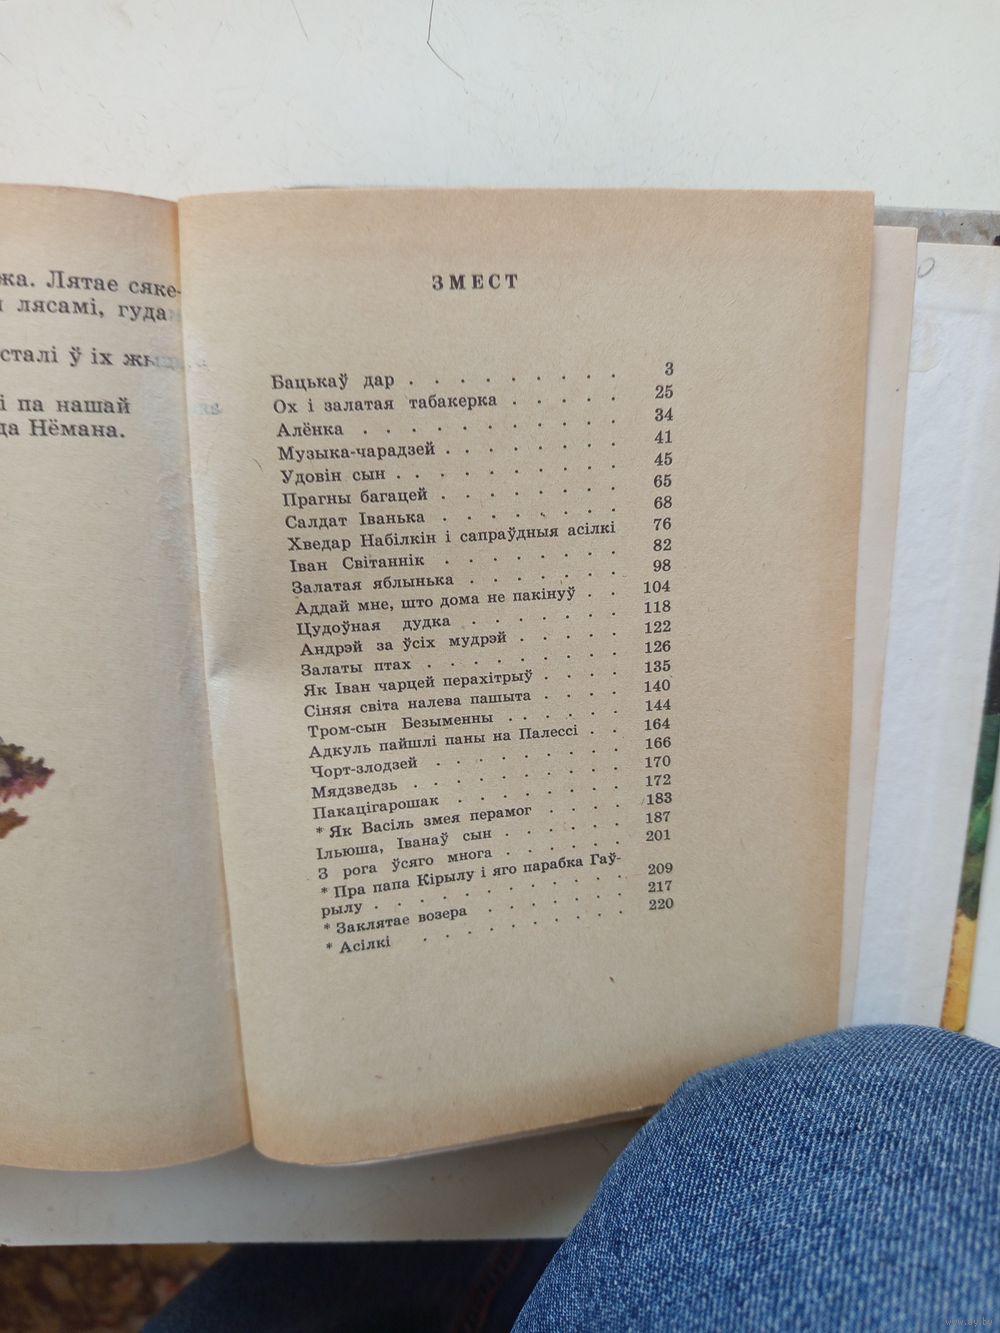 жа. Лятае сяке-
лясамі, гуда
сталі ў іх
і па нашай
да Нёмана.
ЗМЕСТ
Бацькаў дар . . . . . . . . . 3
Ох і залатая табакерка . . . . . 25
Алёнка . . . . . . . . . . . 34
Музыка-чарадзей . . . . . . . . 41
Удовін сын . . . . . . . . . . 45
Прагны багацей . . . . . . . . 65
Салдат Іванька . . . . . . . . 68
Хведар Набілкін і сапраўдныя асілкі 76
Іван Світаннік . . . . . . . . 82
Залатая яблынька . . . . . . . 98
Аддай мне, што дома не пакінуў . . 104
Цудоўная дудка . . . . . . . 118
Андрэй за ўсіх мудрэй . . . . . 122
Залаты птах . . . . . . . . . 126
Як Іван чарцей перахітрыў . . . . 135
Сіняя світа налева пашыта . . . . 140
Тром-сын Безыменны . . . . . . 144
Адкуль пайшлі паны на Палессі . . 164
Чорт-злодзей . . . . . . . . 166
Мядзведзь . . . . . . . . . 170
Пакацігарошак . . . . . . . . 172
* Як Васіль змея перамог . . . . 183
Ільюша, Іванаў сын . . . . . . 187
З рога ўсяго многа . . . . . . 201
* Пра папа Кірылу і яго парабка Гаў-
рылу . . . . . . . . . . . 209
* Заклятае возера . . . . . . 217
* Асілкі . . . . . . . . . 220
www.ay.by